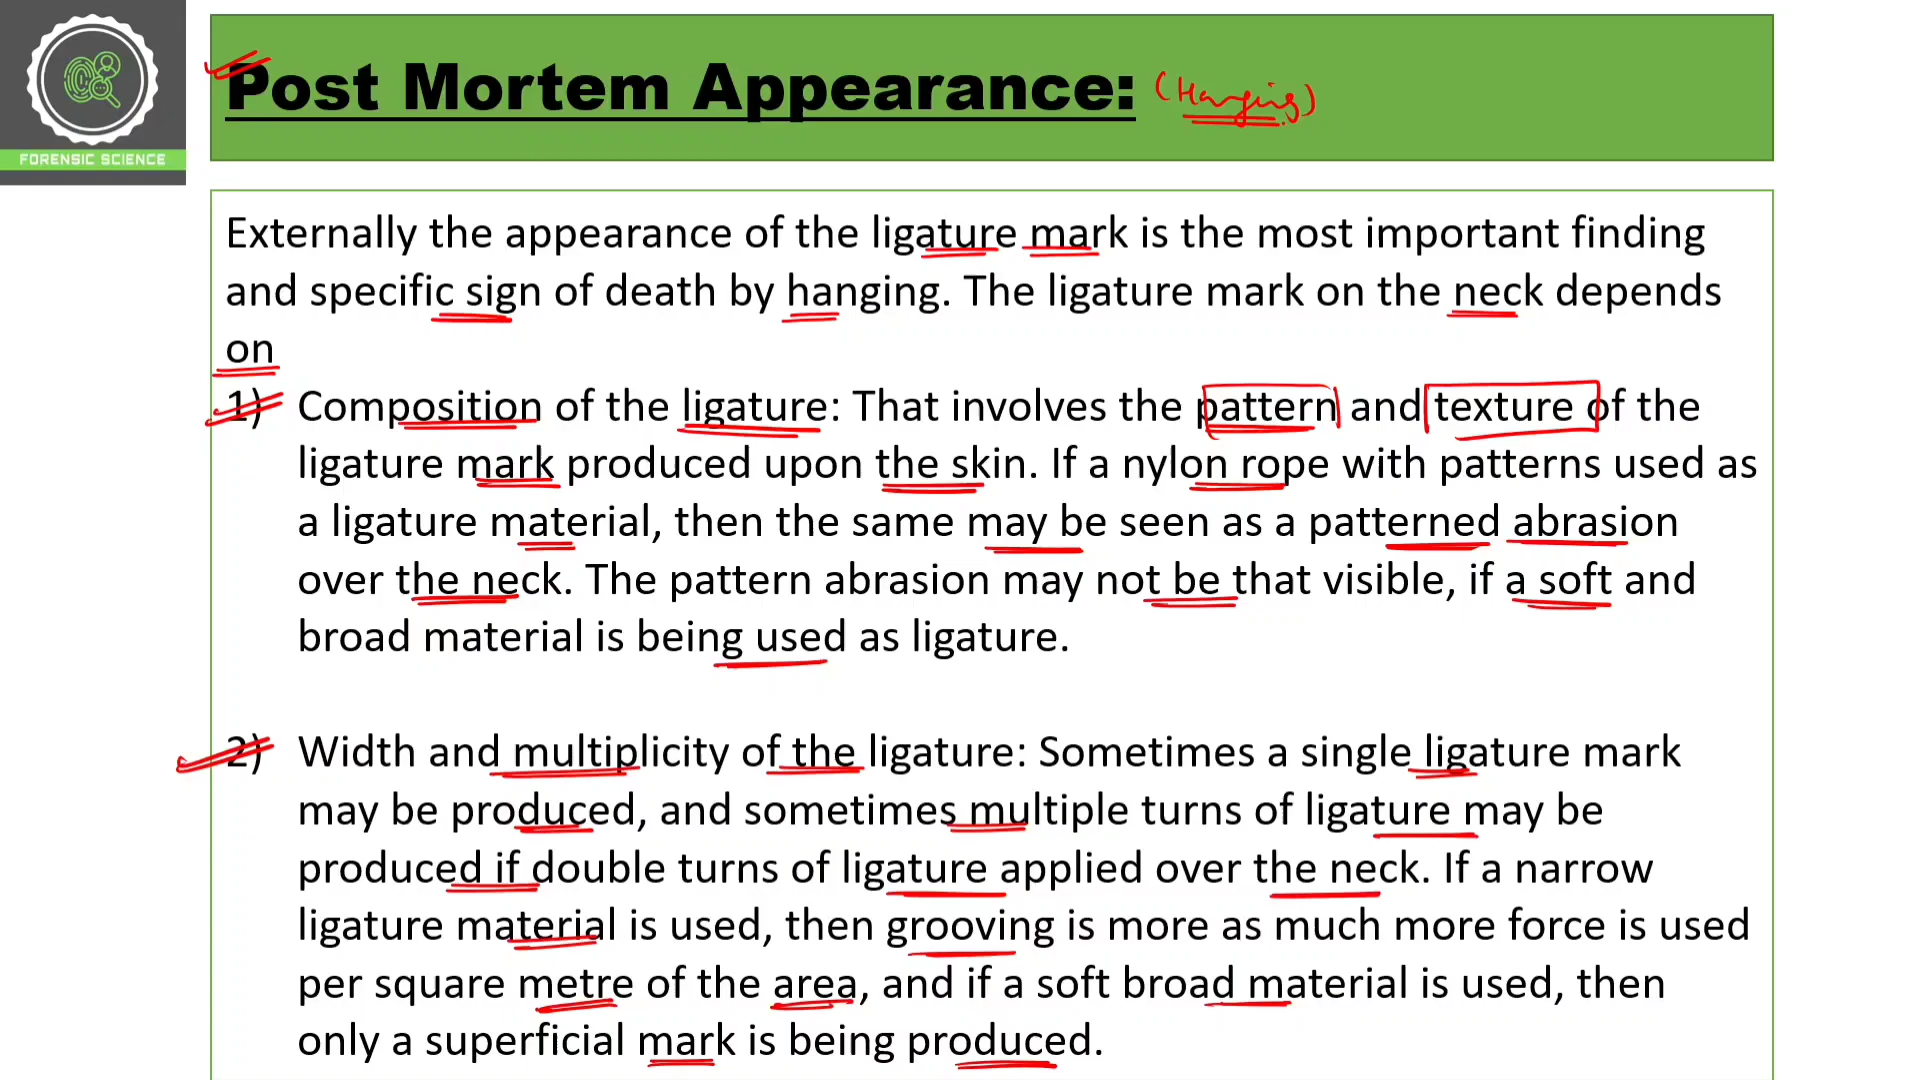 FORENSIC SCIENCE
Post Mortem Appearance: (Hanging)
Externally the appearance of the ligature mark is the most important finding
and specific sign of death by hanging. The ligature mark on the neck depends
on
1) Composition of the ligature: That involves the pattern and texture of the
ligature mark produced upon the skin. If a nylon rope with patterns used as
a ligature material, then the same may be seen as a patterned abrasion
over the neck. The pattern abrasion may not be that visible, if a soft and
broad material is being used as ligature.
2) Width and multiplicity of the ligature: Sometimes a single ligature mark
may be produced, and sometimes multiple turns of ligature may be
produced if double turns of ligature applied over the neck. If a narrow
ligature material is used, then grooving is more as much more force is used
per square metre of the area, and if a soft broad material is used, then
only a superficial mark is being produced.